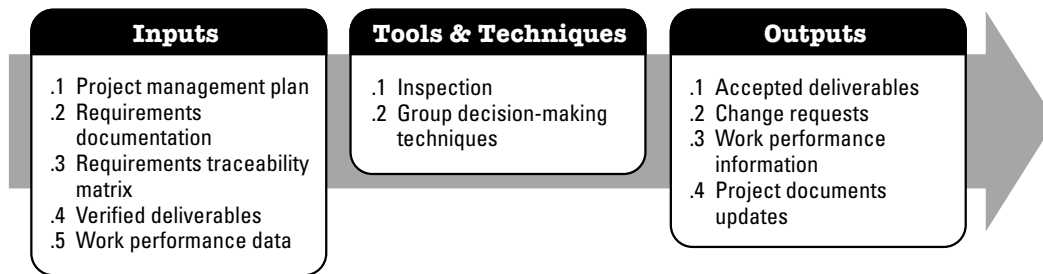 Inputs
.1 Project management plan
.2 Requirements
documentation
.3 Requirements traceability
matrix
.4 Verified deliverables
.5 Work performance data
Tools & Techniques
.1 Inspection
.2 Group decision-making
techniques
Outputs
.1 Accepted deliverables
.2 Change requests
.3 Work performance
information
.4 Project documents
updates